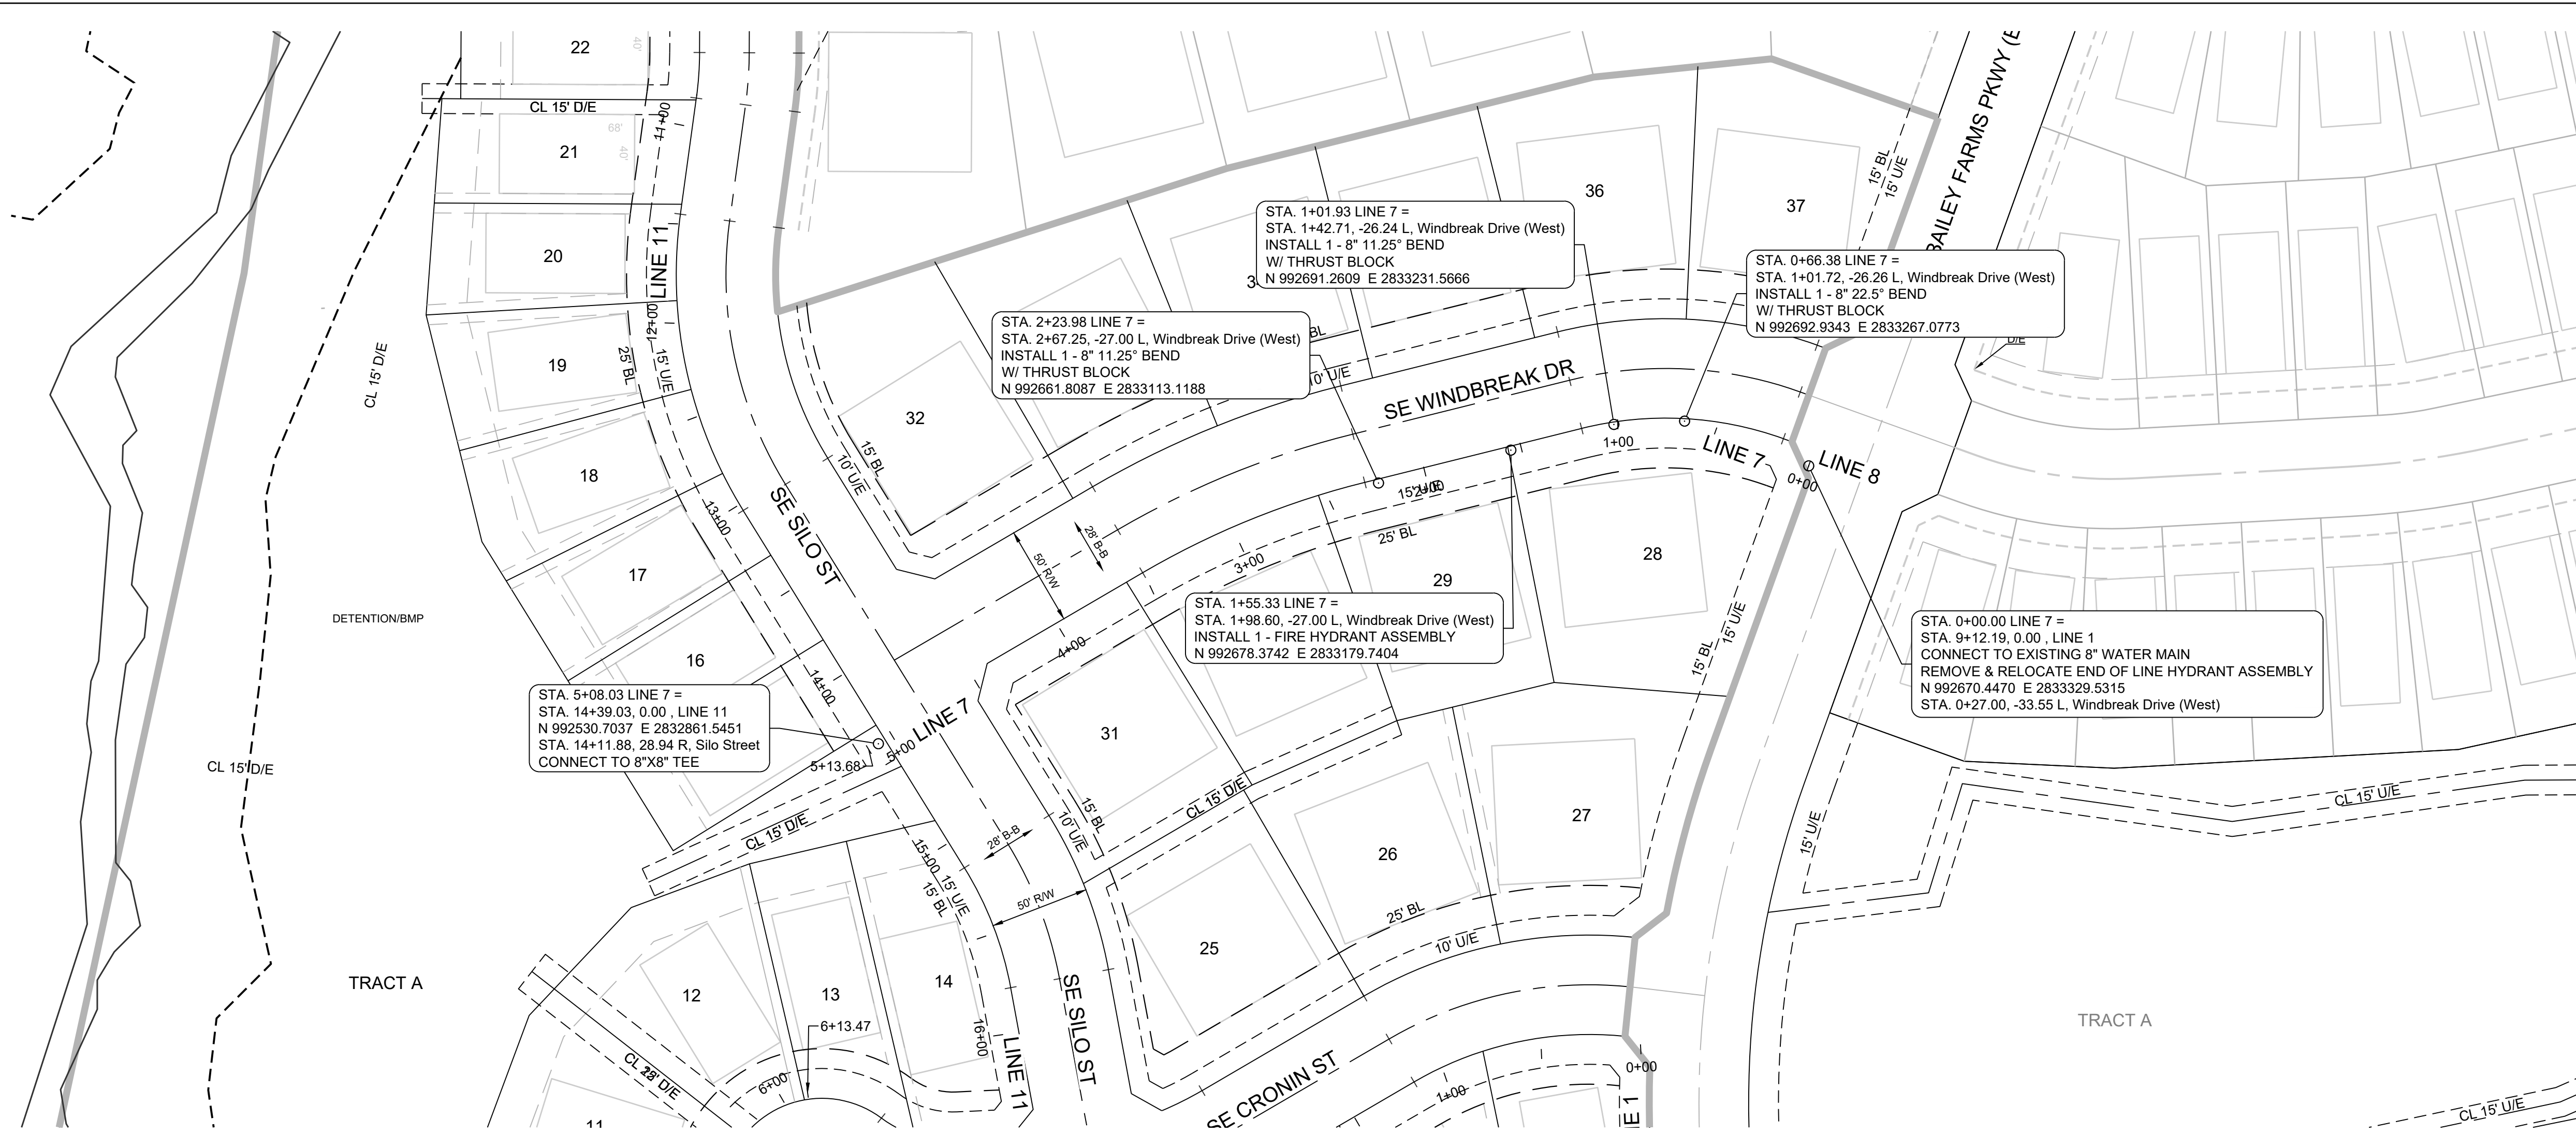 22
40'
CL 15' D/E
11+00
21
68'
40'
20
LINE 11
12+00
19
25' BL
15' U/E
CL 15' D/E
18
13+00
17
DETENTION/BMP
16
14+00
SE SILO ST
32
15' BL
10' U/E
36
37
15' BL
15' U/E
BAILEY FARMS PKWY
STA. 1+01.93 LINE 7 =
STA. 1+42.71, -26.24 L, Windbreak Drive (West)
INSTALL 1 - 8" 11.25° BEND
W/ THRUST BLOCK
N 992691.2609 E 2833231.5666
STA. 0+66.38 LINE 7 =
STA. 1+01.72, -26.26 L, Windbreak Drive (West)
INSTALL 1 - 8" 22.5° BEND
W/ THRUST BLOCK
N 992692.9343 E 2833267.0773
D/E
STA. 2+23.98 LINE 7 =
STA. 2+67.25, -27.00 L, Windbreak Drive (West)
INSTALL 1 - 8" 11.25° BEND
W/ THRUST BLOCK
N 992661.8087 E 2833113.1188
BL
10' U/E
SE WINDBREAK DR
1+00
LINE 7
LINE 8
0+00
15' U/E
2+00
25' BL
28' B-B
50' R/W
3+00
29
28
4+00
15' BL
15' U/E
STA. 1+55.33 LINE 7 =
STA. 1+98.60, -27.00 L, Windbreak Drive (West)
INSTALL 1 - FIRE HYDRANT ASSEMBLY
N 992678.3742 E 2833179.7404
STA. 0+00.00 LINE 7 =
STA. 9+12.19, 0.00 , LINE 1
CONNECT TO EXISTING 8" WATER MAIN
REMOVE & RELOCATE END OF LINE HYDRANT ASSEMBLY
N 992670.4470 E 2833329.5315
STA. 0+27.00, -33.55 L, Windbreak Drive (West)
STA. 5+08.03 LINE 7 =
STA. 14+39.03, 0.00 , LINE 11
N 992530.7037 E 2832861.5451
STA. 14+11.88, 28.94 R, Silo Street
CONNECT TO 8"X8" TEE
LINE 7
5+00
5+13.68
31
CL 15' D/E
CL 15' D/E
CL 15' D/E
15' BL
10' U/E
28' B-B
15+00
15' U/E
15' BL
50' R/W
27
26
25' BL
10' U/E
25
15' U/E
CL 15' U/E
TRACT A
12
13
14
6+13.47
16+00
LINE 11
SE SILO ST
6+00
11
SE CRONIN ST
1+00
0+00
TRACT A
CL 15' U/E